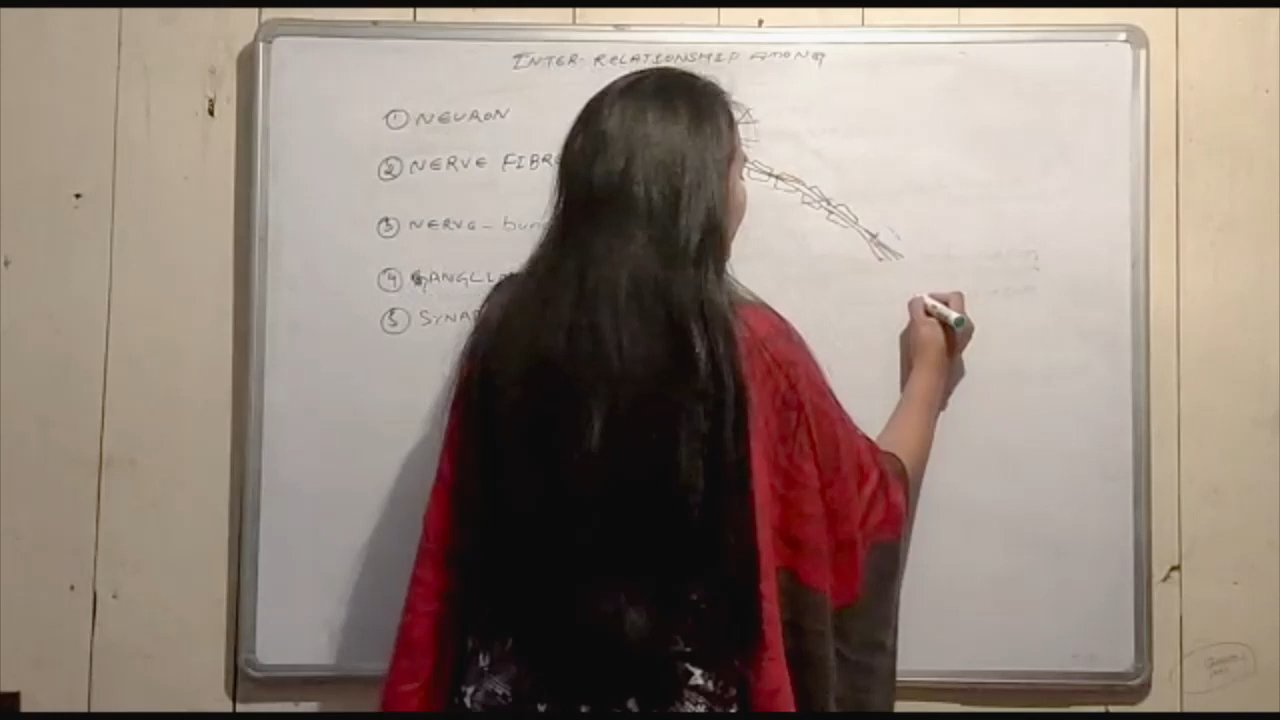 INTER-RELATIONSHIP AMONG
① NEURON
② NERVE FIBRE
③ NERVE-bun
④ GANGLI
⑤ SYNAP